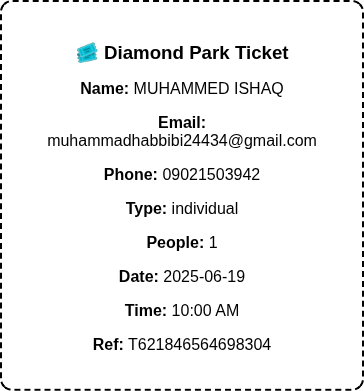 Diamond Park Ticket
Name: MUHAMMED ISHAQ
Email:
muhammadhabbibi24434@gmail.com
Phone: 09021503942
Type: individual
People: 1
Date: 2025-06-19
Time: 10:00 AM
Ref: T621846564698304